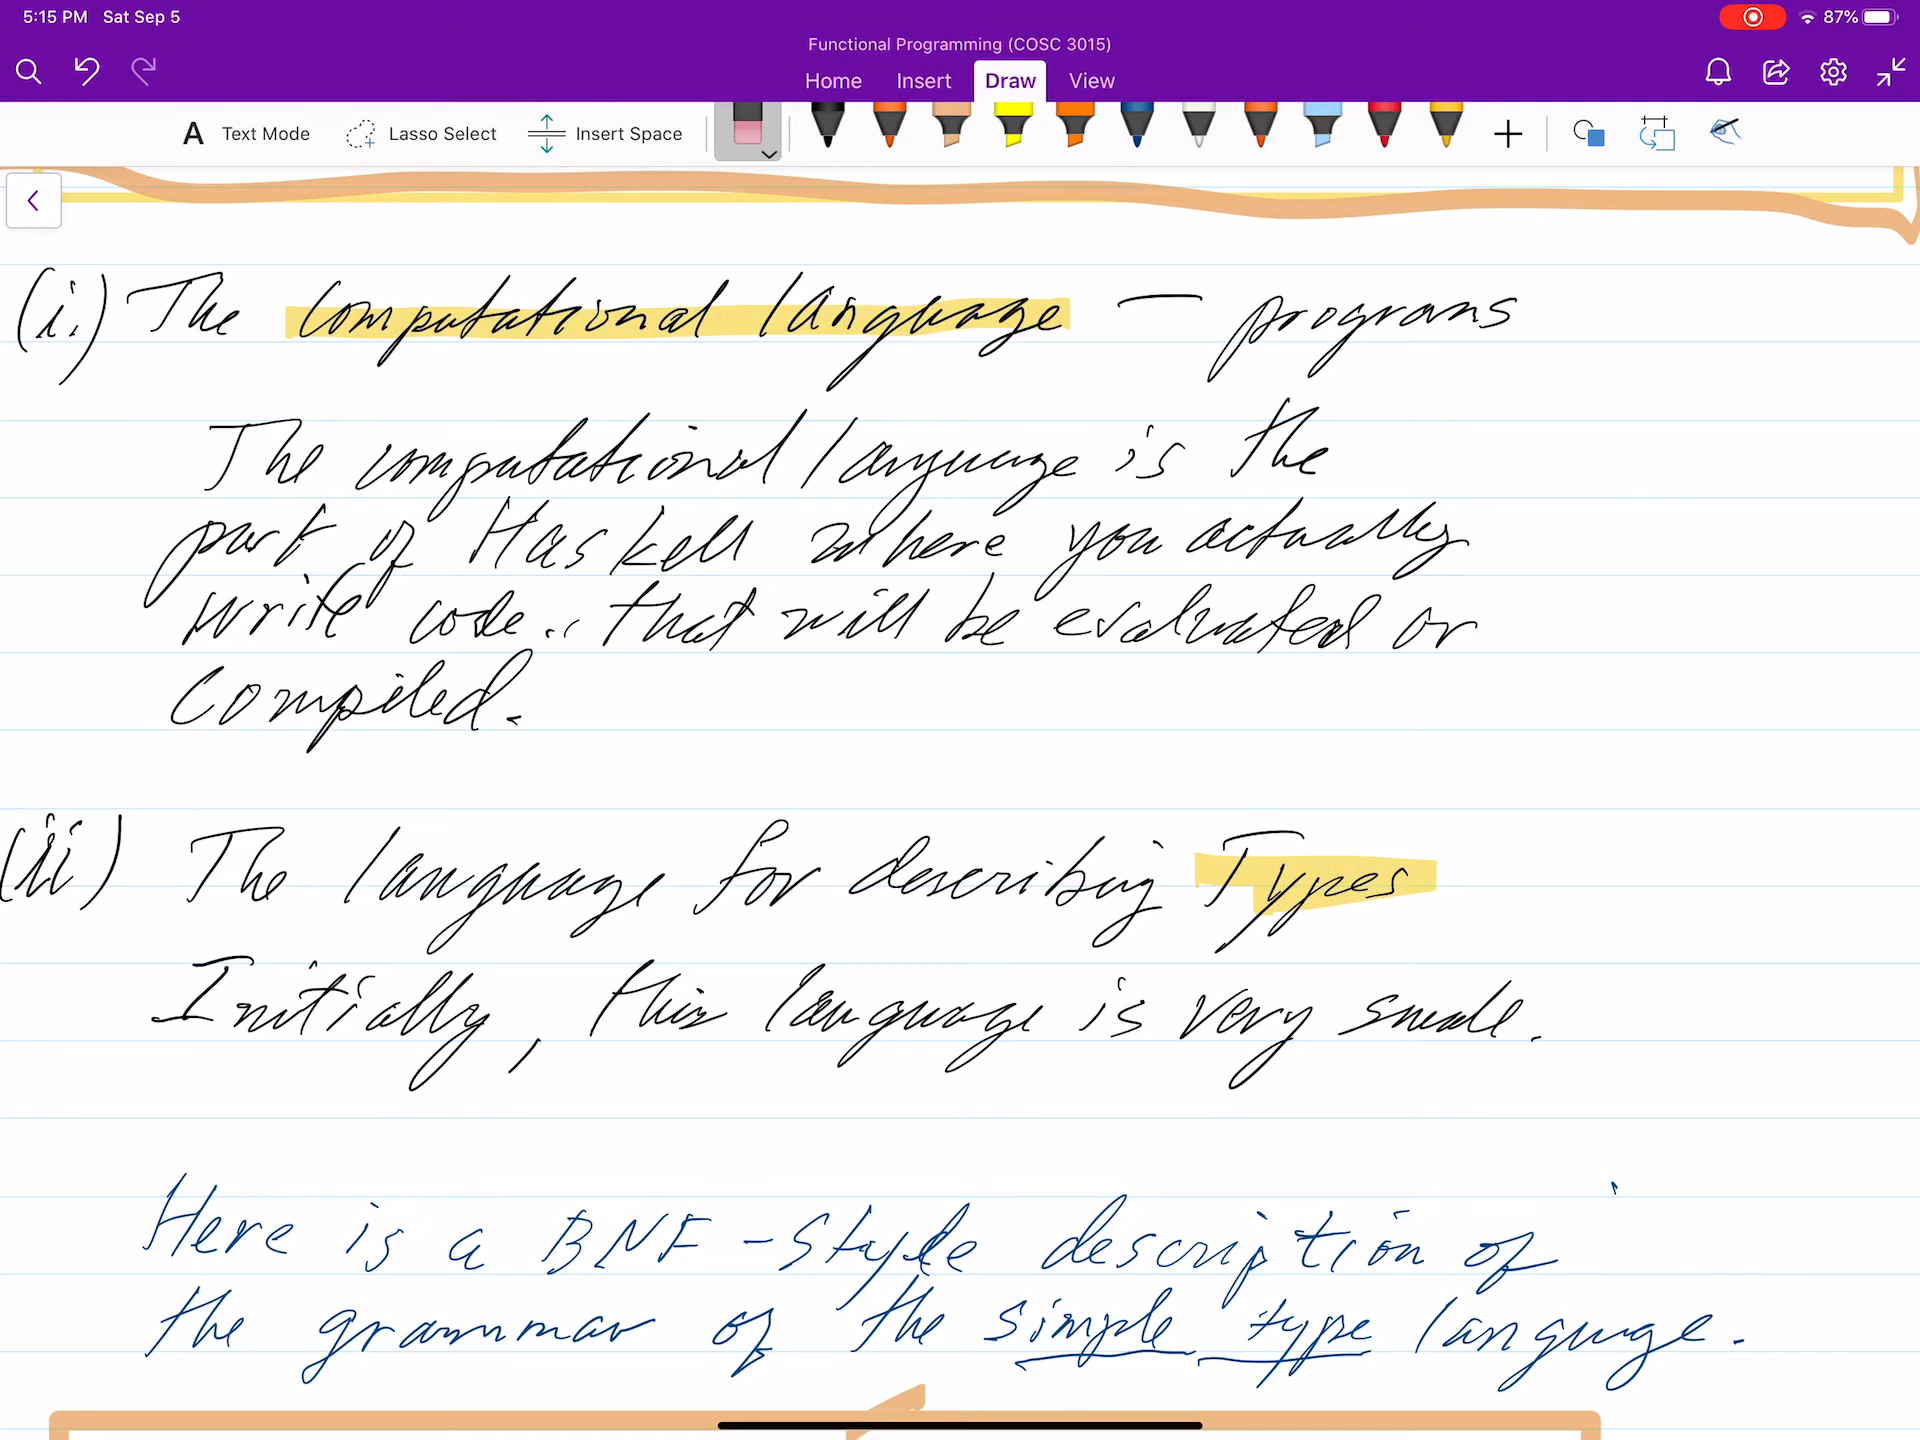 5:15 PM Sat Sep 5
87%
Functional Programming (COSC 3015)
Home Insert Draw View
A Text Mode Lasso Select Insert Space
(i.) The Computational language — programs
The computational language is the
part of Haskell where you actually
write code.. that will be evaluated or
Compiled.
(ii) The language for describing Types
Initially, this language is very small.
Here is a BNF-Style description of
the grammar of the simple type language.